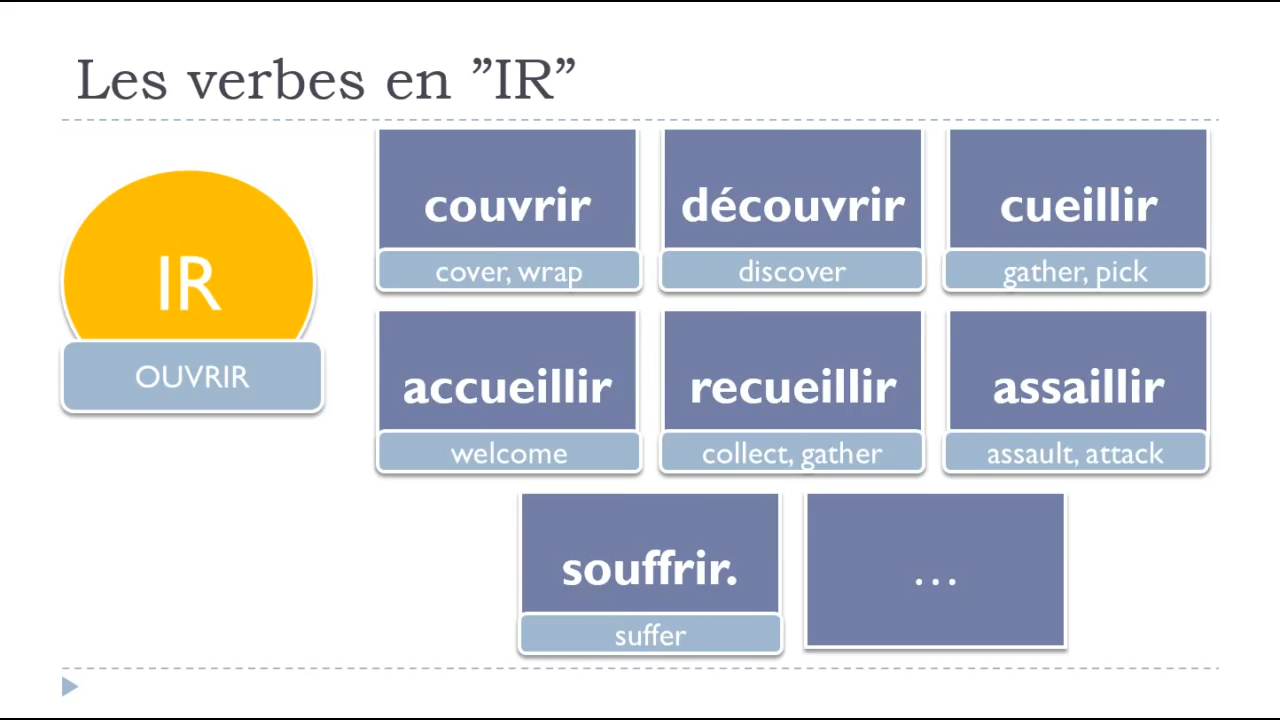 Les verbes en ”IR”
IR
OUVRIR
couvrir
cover, wrap
découvrir
discover
cueillir
gather, pick
accueillir
welcome
recueillir
collect, gather
assaillir
assault, attack
souffrir.
suffer
…